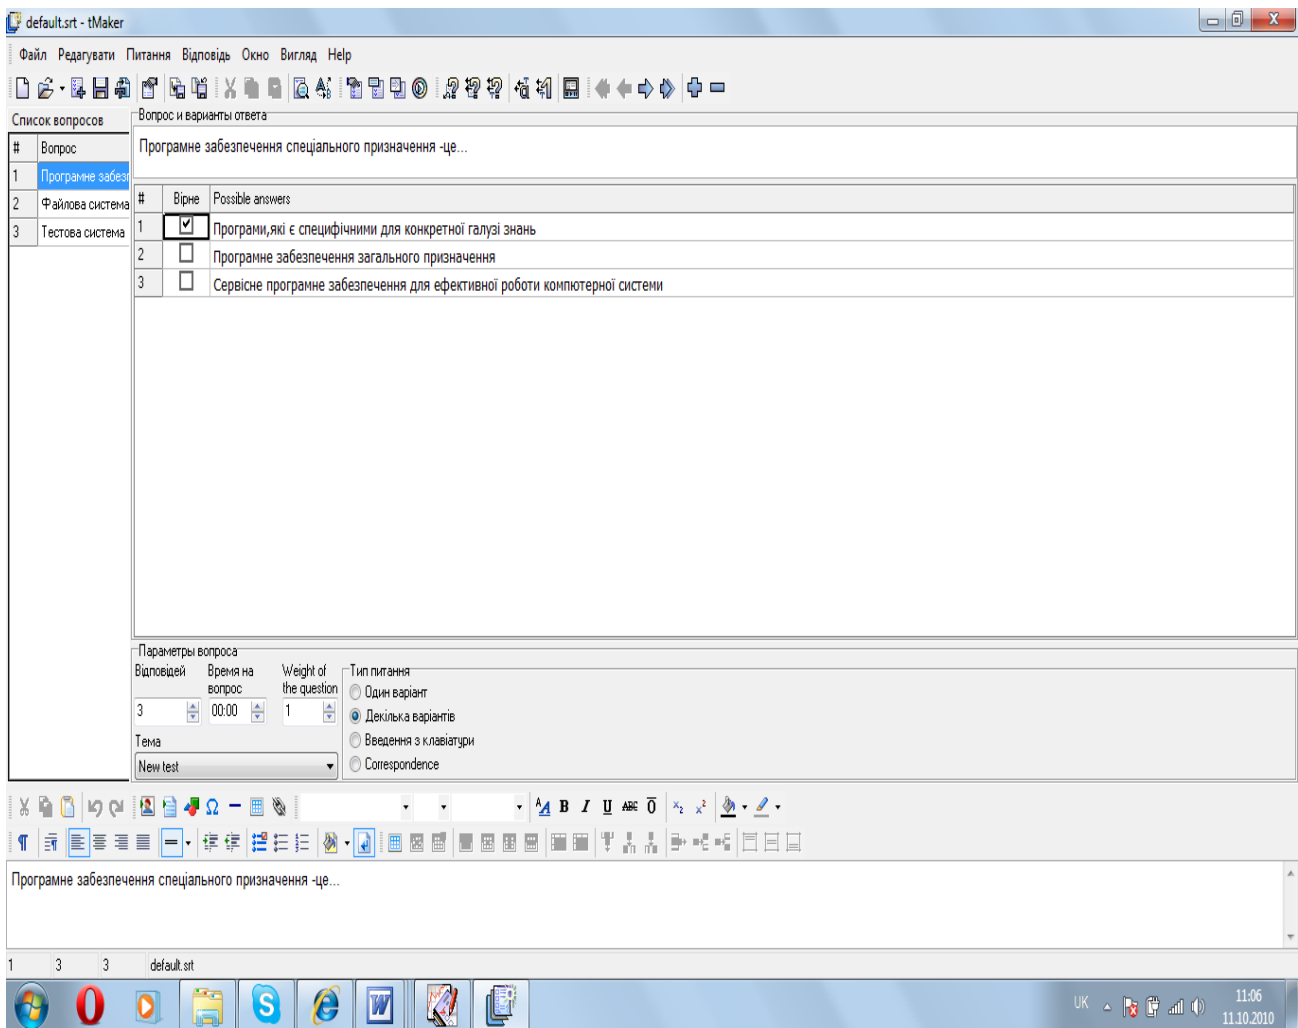 default.srt - tMaker
Файл Редагувати Питання Відповідь Окно Вигляд Help
Список вопросов
# Вопрос
1 Програмне забезп
2 Файлова система
3 Тестова система
Вопрос и варианты ответа
Програмне забезпечення спеціального призначення -це...
# Вірне Possible answers
1 Програми,які є специфічними для конкретної галузі знань
2 Програмне забезпечення загального призначення
3 Сервісне програмне забезпечення для ефективної роботи компютерної системи
Параметры вопроса
Відповідей Время на вопрос Weight of the question
3 00:00 1
Тема
New test
Тип питання
Один варіант
Декілька варіантів
Введення з клавіатури
Correspondence
Програмне забезпечення спеціального призначення -це...
1 3 3 default.srt
UK 11:06
11.10.2010